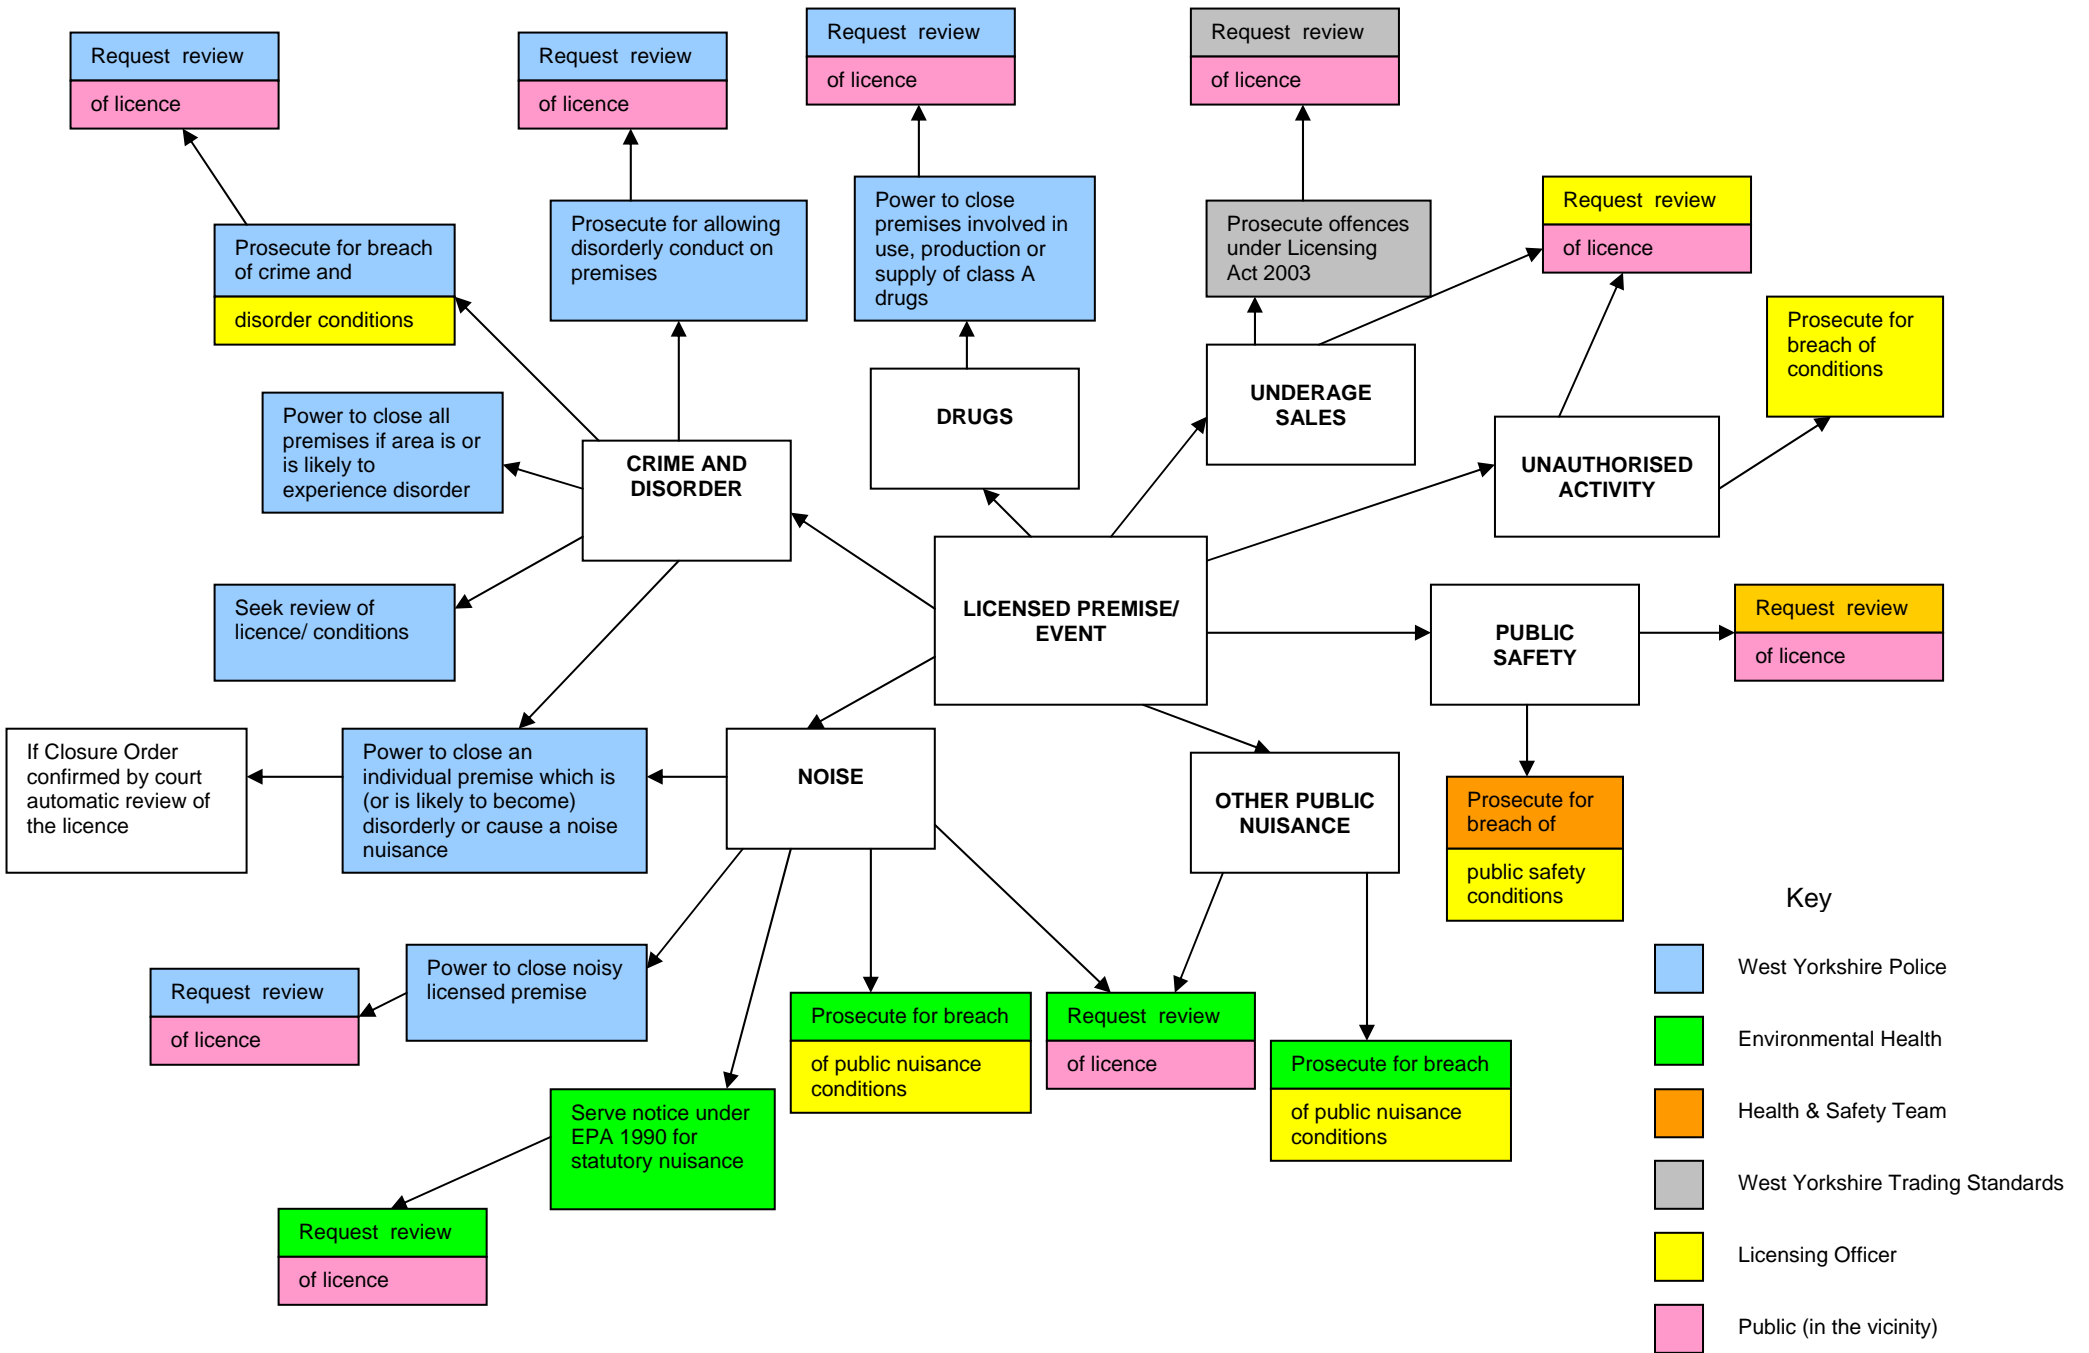 Request review
of licence
Request review
of licence
Request review
of licence
Request review
of licence
Prosecute for breach
of crime and
disorder conditions
Prosecute for allowing
disorderly conduct on
premises
Power to close
premises involved in
use, production or
supply of class A
drugs
Prosecute offences
under Licensing
Act 2003
Request review
of licence
Prosecute for
breach of
conditions
Power to close all
premises if area is or
is likely to
experience disorder
CRIME AND
DISORDER
DRUGS
UNDERAGE
SALES
UNAUTHORISED
ACTIVITY
Seek review of
licence/ conditions
LICENSED PREMISE/
EVENT
PUBLIC
SAFETY
Request review
of licence
If Closure Order
confirmed by court
automatic review of
the licence
Power to close an
individual premise which is
(or is likely to become)
disorderly or cause a noise
nuisance
NOISE
OTHER PUBLIC
NUISANCE
Prosecute for
breach of
public safety
conditions
Request review
of licence
Power to close noisy
licensed premise
Prosecute for breach
of public nuisance
conditions
Request review
of licence
Prosecute for breach
of public nuisance
conditions
Serve notice under
EPA 1990 for
statutory nuisance
Request review
of licence
Key
West Yorkshire Police
Environmental Health
Health & Safety Team
West Yorkshire Trading Standards
Licensing Officer
Public (in the vicinity)